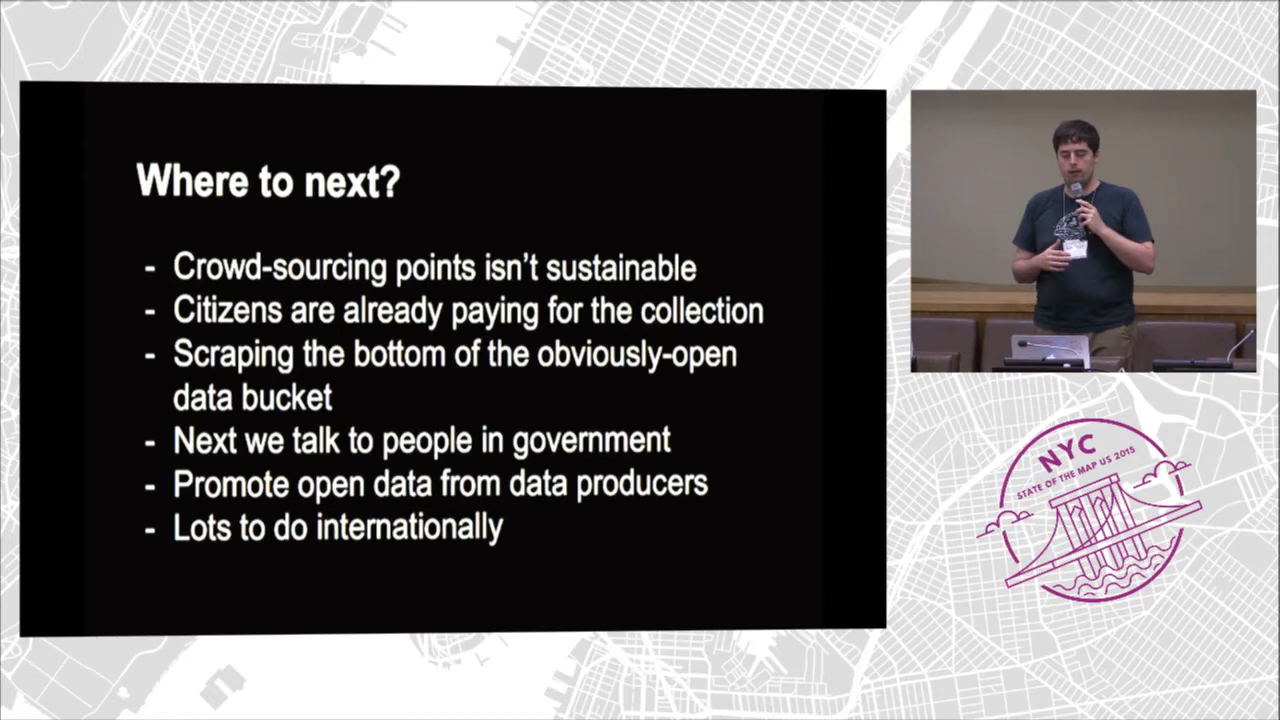 Where to next?
- Crowd-sourcing points isn't sustainable
- Citizens are already paying for the collection
- Scraping the bottom of the obviously-open
data bucket
- Next we talk to people in government
- Promote open data from data producers
- Lots to do internationally
NYC
STATE OF THE MAP US 2015